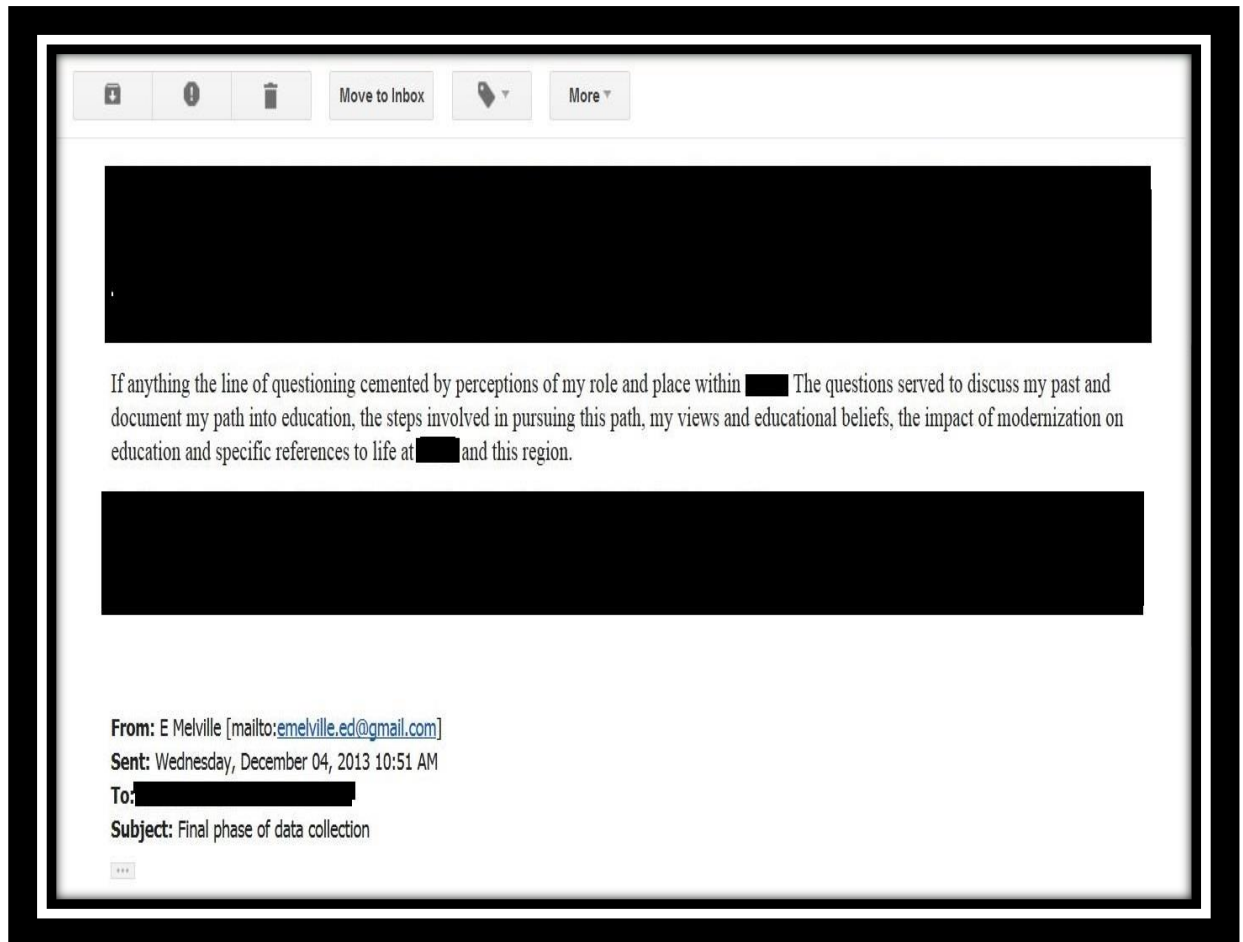 Move to Inbox
More
If anything the line of questioning cemented by perceptions of my role and place within The questions served to discuss my past and
document my path into education, the steps involved in pursuing this path, my views and educational beliefs, the impact of modernization on
education and specific references to life at and this region.
From: E Melville [mailto:emelville.ed@gmail.com]
Sent: Wednesday, December 04, 2013 10:51 AM
To:
Subject: Final phase of data collection